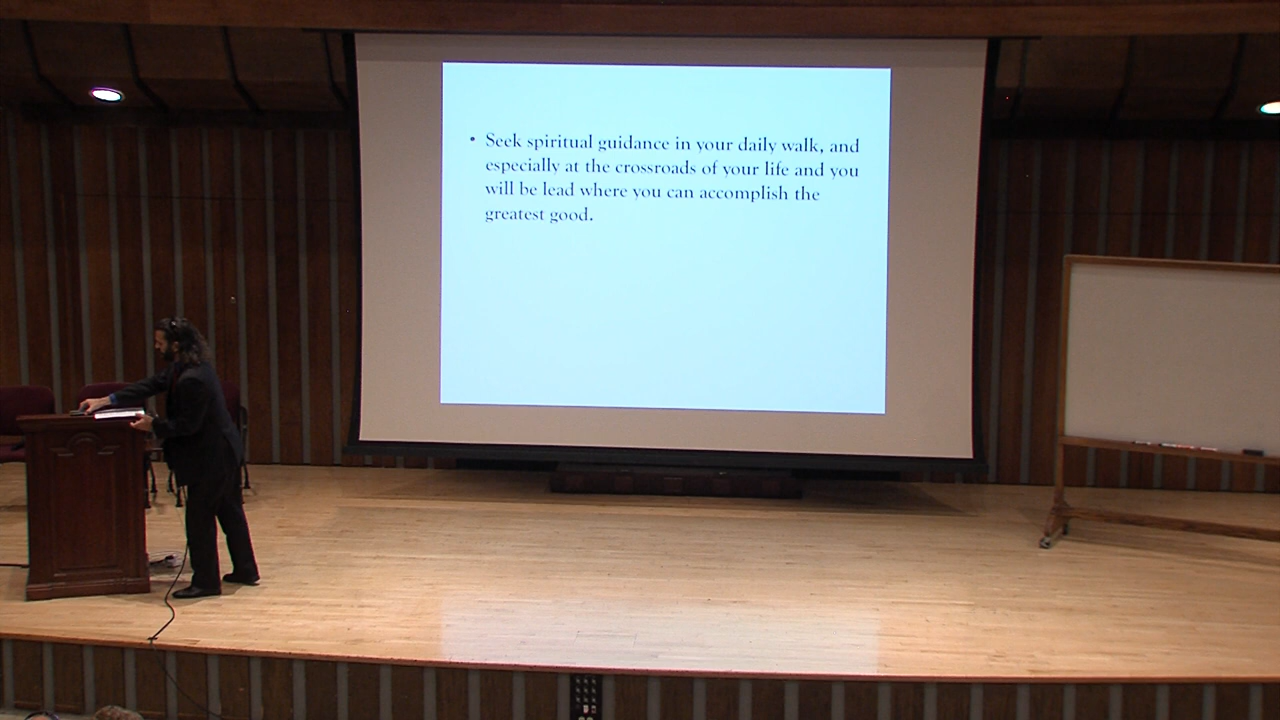 • Seek spiritual guidance in your daily walk, and
especially at the crossroads of your life and you
will be lead where you can accomplish the
greatest good.